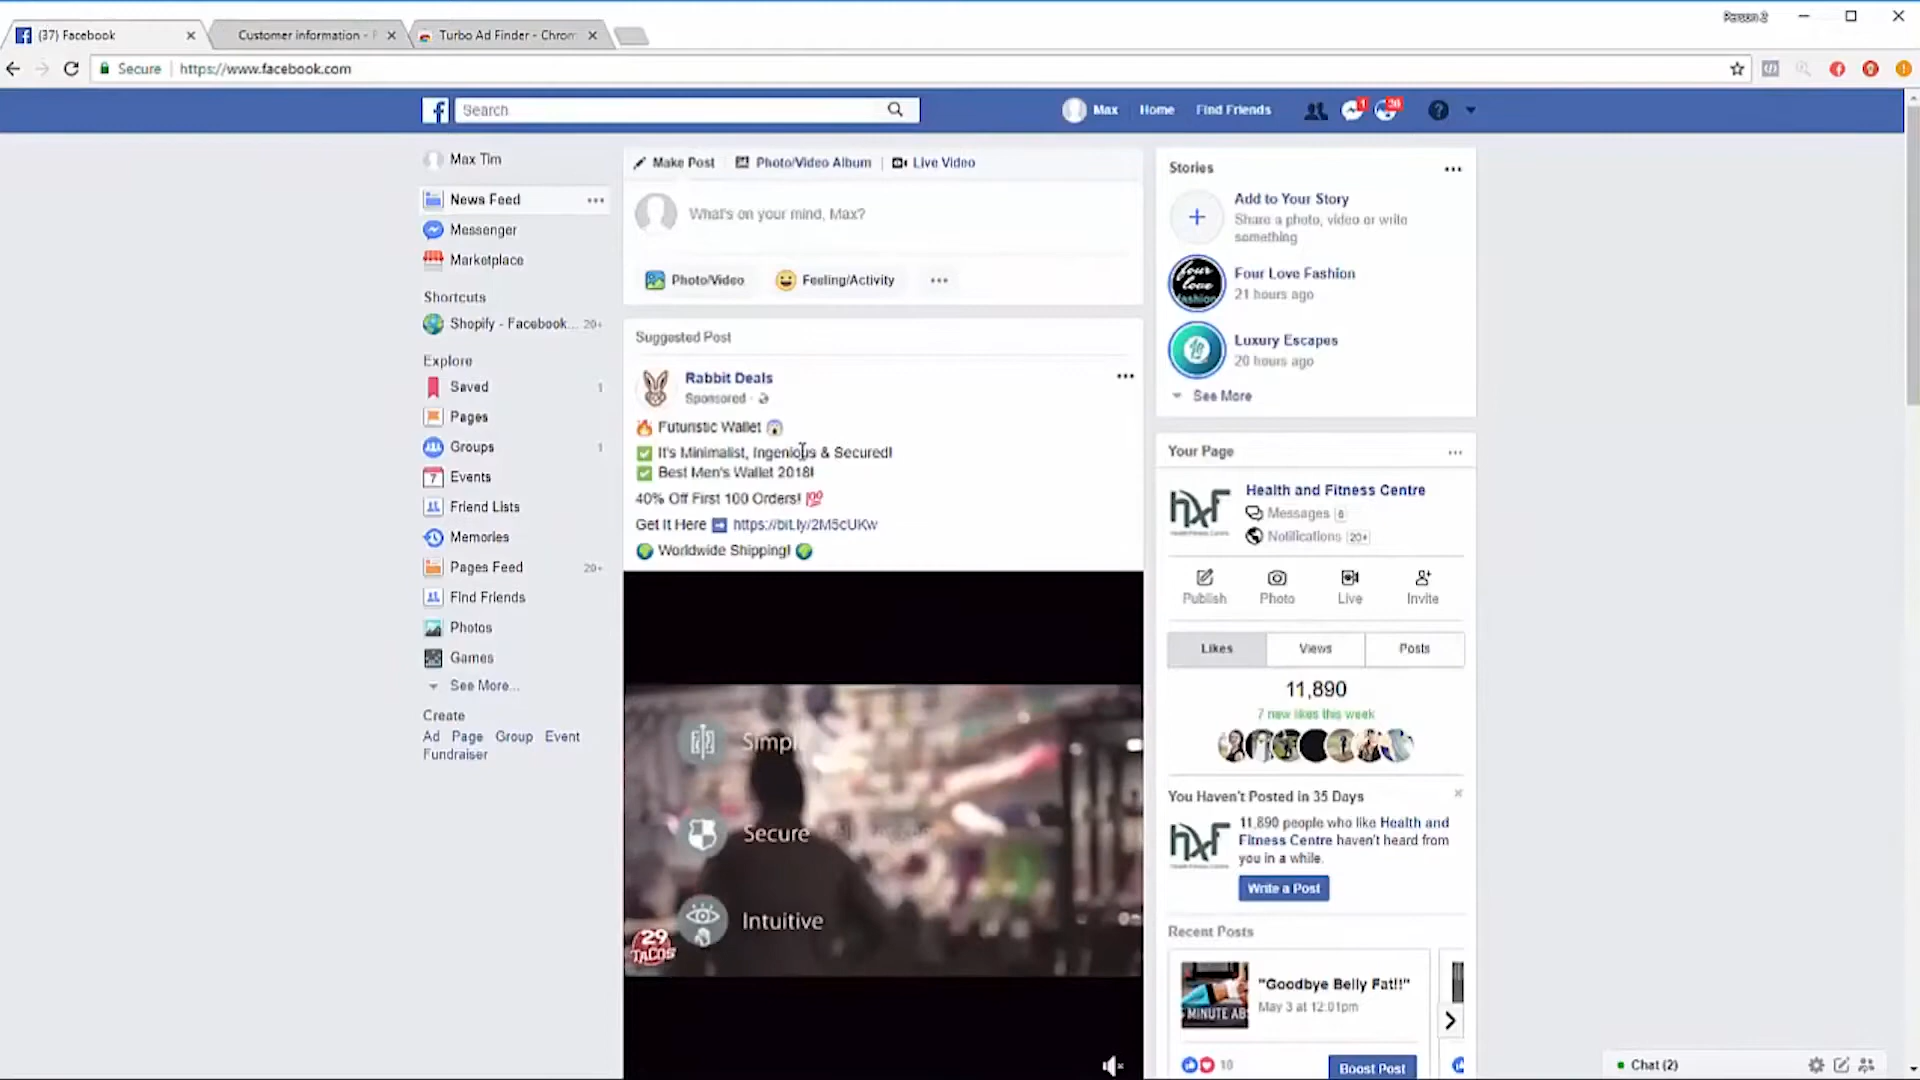 Person 2
(37) Facebook
Customer information -
Turbo Ad Finder - Chrom
Secure
https://www.facebook.com
Search
Max
Home
Find Friends
1
Max Tim
News Feed
Messenger
Marketplace
Shortcuts
Shopify - Facebook... 20+
Explore
Saved 1
Pages
Groups 1
7 Events
Friend Lists
Memories
Pages Feed 20+
Find Friends
Photos
Games
See More...
Create
Ad Page Group Event
Fundraiser
Make Post
Photo/Video Album
Live Video
What's on your mind, Max?
Photo/Video
Feeling/Activity
Suggested Post
Rabbit Deals
Sponsored ·
🔥 Futuristic Wallet 😱
✅ It's Minimalist, Ingenious & Secured!
✅ Best Men's Wallet 2018!
40% Off First 100 Orders! 💯
Get It Here ➡ https://bit.ly/2M5cUKw
🌍 Worldwide Shipping! 🌍
Simpl
Secure
Intuitive
29
TACOS
Stories
Add to Your Story
Share a photo, video or write
something
four
love
fashion
Four Love Fashion
21 hours ago
Luxury Escapes
20 hours ago
See More
Your Page
hxf
Health and Fitness Centre
Messages 6
Notifications 20+
Publish
Photo
Live
Invite
Likes
Views
Posts
11,890
7 new likes this week
You Haven't Posted in 35 Days
hxf
11,890 people who like Health and
Fitness Centre haven't heard from
you in a while.
Write a Post
Recent Posts
MINUTE AB
"Goodbye Belly Fat!!"
May 3 at 12:01pm
10
Boost Post
Chat (2)